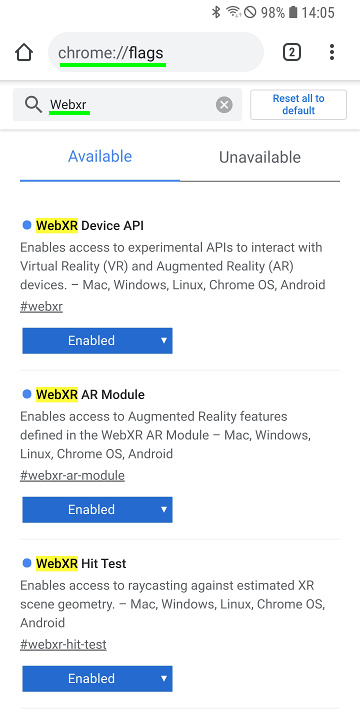 98% 14:05
chrome://flags
2
Webxr
Reset all to
default
Available
Unavailable
WebXR Device API
Enables access to experimental APIs to interact with
Virtual Reality (VR) and Augmented Reality (AR)
devices. – Mac, Windows, Linux, Chrome OS, Android
#webxr
Enabled
WebXR AR Module
Enables access to Augmented Reality features
defined in the WebXR AR Module – Mac, Windows,
Linux, Chrome OS, Android
#webxr-ar-module
Enabled
WebXR Hit Test
Enables access to raycasting against estimated XR
scene geometry. – Mac, Windows, Linux, Chrome OS,
Android
#webxr-hit-test
Enabled